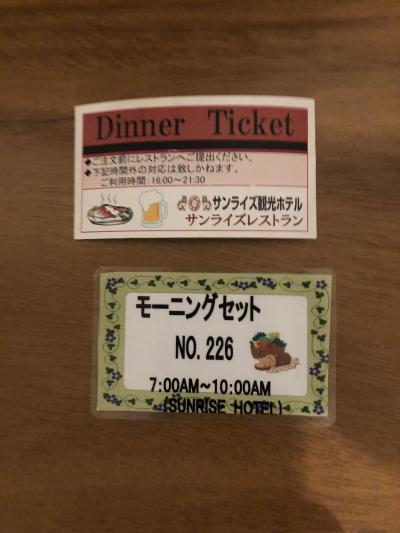 Dinner Ticket
◆ご注文前にレストランへご提出ください。
◆下記時間外の対応は致しかねます。
ご利用時間:16:00～21:30
サンライズ観光ホテル
サンライズレストラン
モーニングセット
NO.226
7:00AM～10:00AM
(SUNRISE HOTEL)